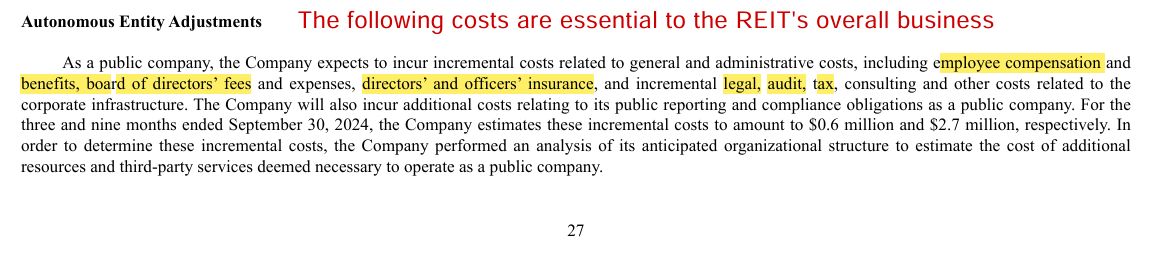 Autonomous Entity Adjustments The following costs are essential to the REIT's overall business
As a public company, the Company expects to incur incremental costs related to general and administrative costs, including employee compensation and
benefits, board of directors’ fees and expenses, directors’ and officers’ insurance, and incremental legal, audit, tax, consulting and other costs related to the
corporate infrastructure. The Company will also incur additional costs relating to its public reporting and compliance obligations as a public company. For the
three and nine months ended September 30, 2024, the Company estimates these incremental costs to amount to $0.6 million and $2.7 million, respectively. In
order to determine these incremental costs, the Company performed an analysis of its anticipated organizational structure to estimate the cost of additional
resources and third-party services deemed necessary to operate as a public company.
27